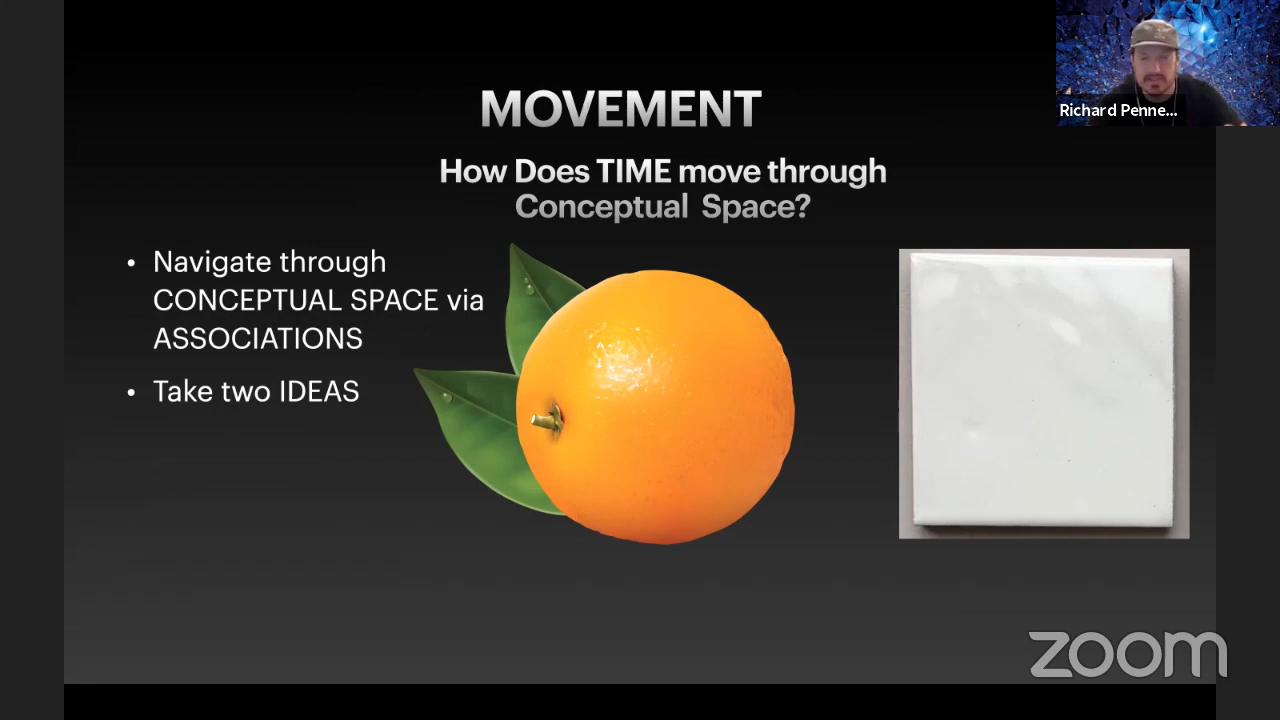 Richard Penne...
MOVEMENT
How Does TIME move through
Conceptual Space?
• Navigate through
CONCEPTUAL SPACE via
ASSOCIATIONS
• Take two IDEAS
zoom